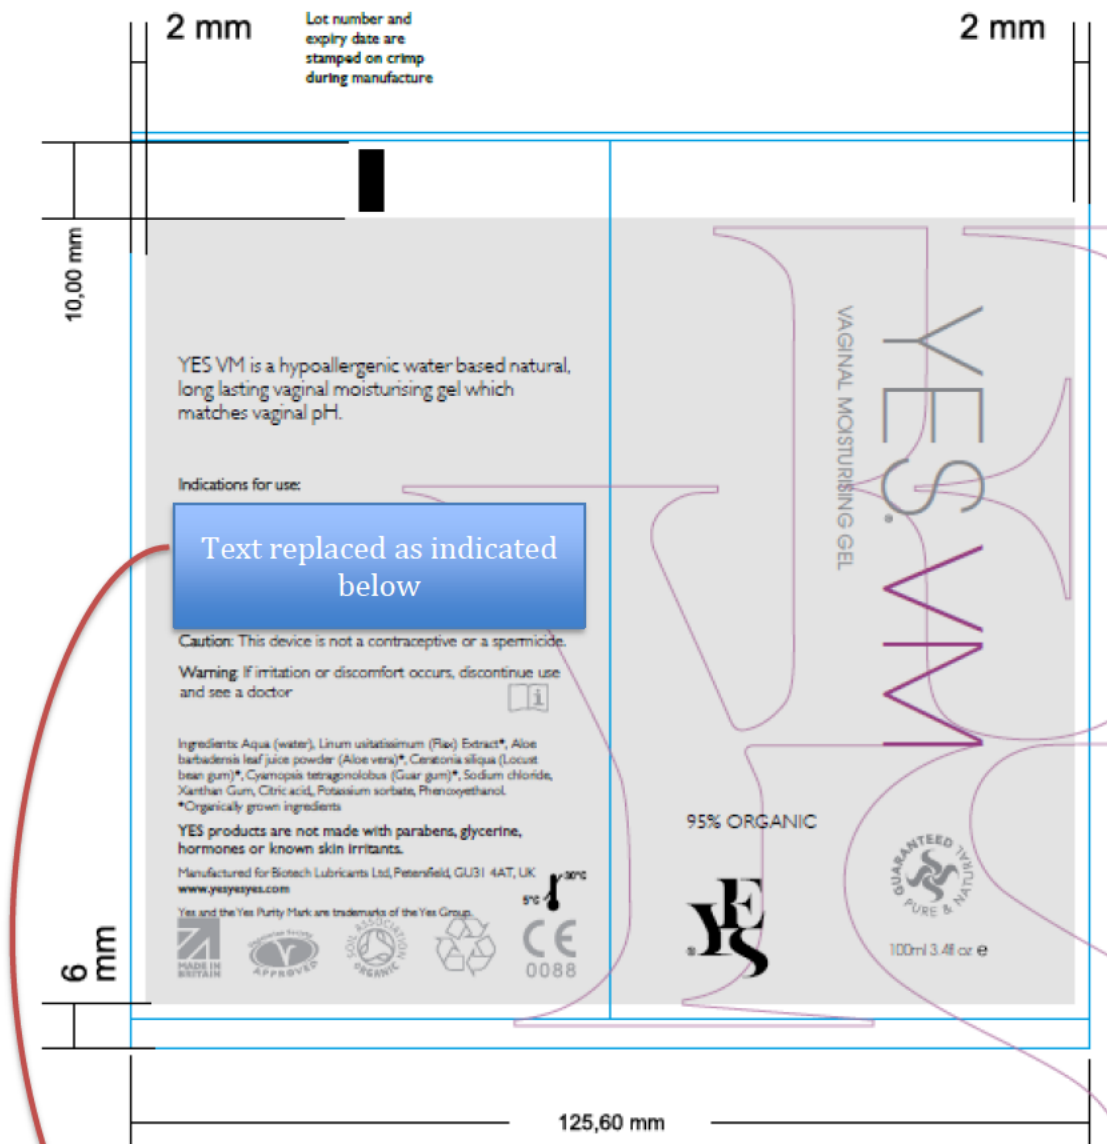 2 mm
Lot number and
expiry date are
stamped on crimp
during manufacture
2 mm
10,00 mm
YES VM is a hypoallergenic water based natural,
long lasting vaginal moisturising gel which
matches vaginal pH.
Indications for use:
Text replaced as indicated
below
Caution: This device is not a contraceptive or a spermicide.
Warning: If irritation or discomfort occurs, discontinue use
and see a doctor
i
Ingredients: Aqua (water), Linum usitatissimum (Flax) Extract*, Aloe
barbadensis leaf juice powder (Aloe vera)*, Ceratonia siliqua (Locust
bean gum)*, Cyamopsis tetragonolobus (Guar gum)*, Sodium chloride,
Xanthan Gum, Citric acid,, Potassium sorbate, Phenoxyethanol.
*Organically grown ingredients
YES products are not made with parabens, glycerine,
hormones or known skin irritants.
Manufactured for Biotech Lubricants Ltd, Petersfield, GU31 4AT, UK
www.yesyesyes.com
5°C
30°C
Yes and the Yes Purity Mark are trademarks of the Yes Group.
MADE IN
BRITAIN
Vegetarian Society
V
APPROVED
SOIL ASSOCIATION
ORGANIC
CE
0088
YES®
VM
VAGINAL MOISTURISING GEL
95% ORGANIC
YES®
GUARANTEED
PURE & NATURAL
100ml 3.4fl oz e
6
mm
125,60 mm